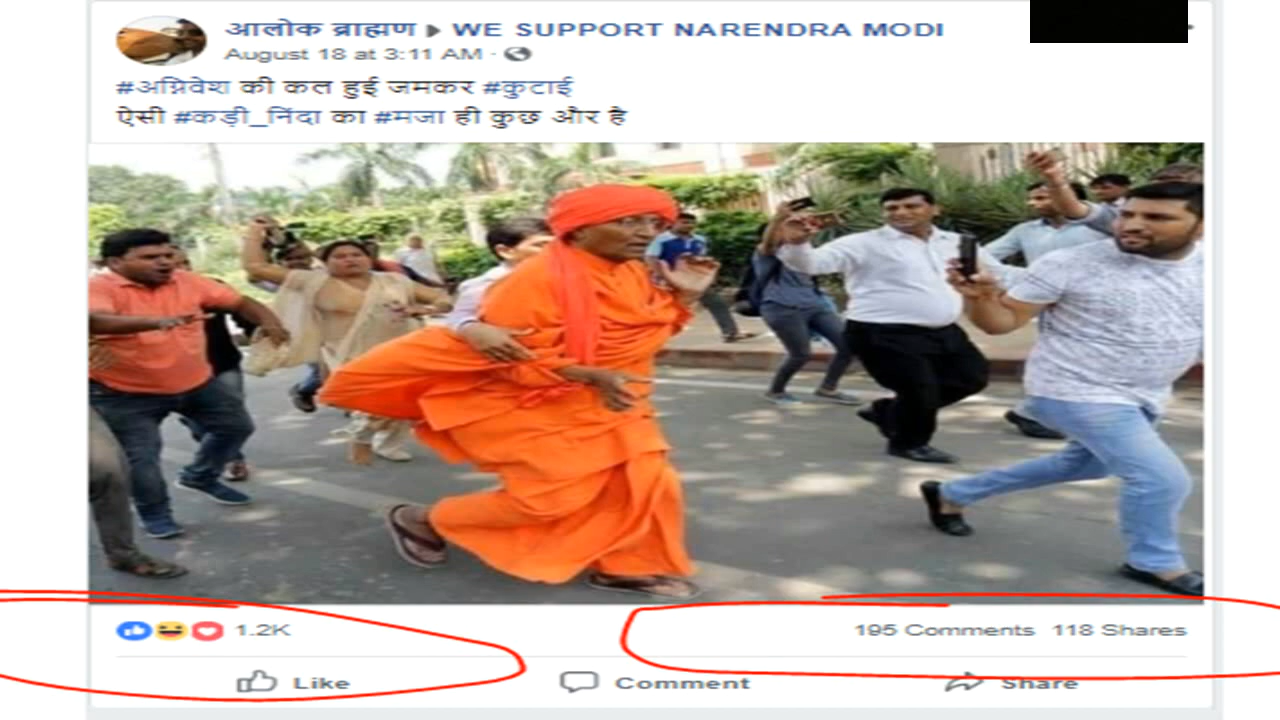 आलोक ब्राह्मण ▶ WE SUPPORT NARENDRA MODI
August 18 at 3:11 AM ·
#अग्निवेश की कल हुई जमकर #कुटाई
ऐसी #कड़ी_निंदा का #मजा ही कुछ और है
1.2K 195 Comments 118 Shares
Like Comment Share